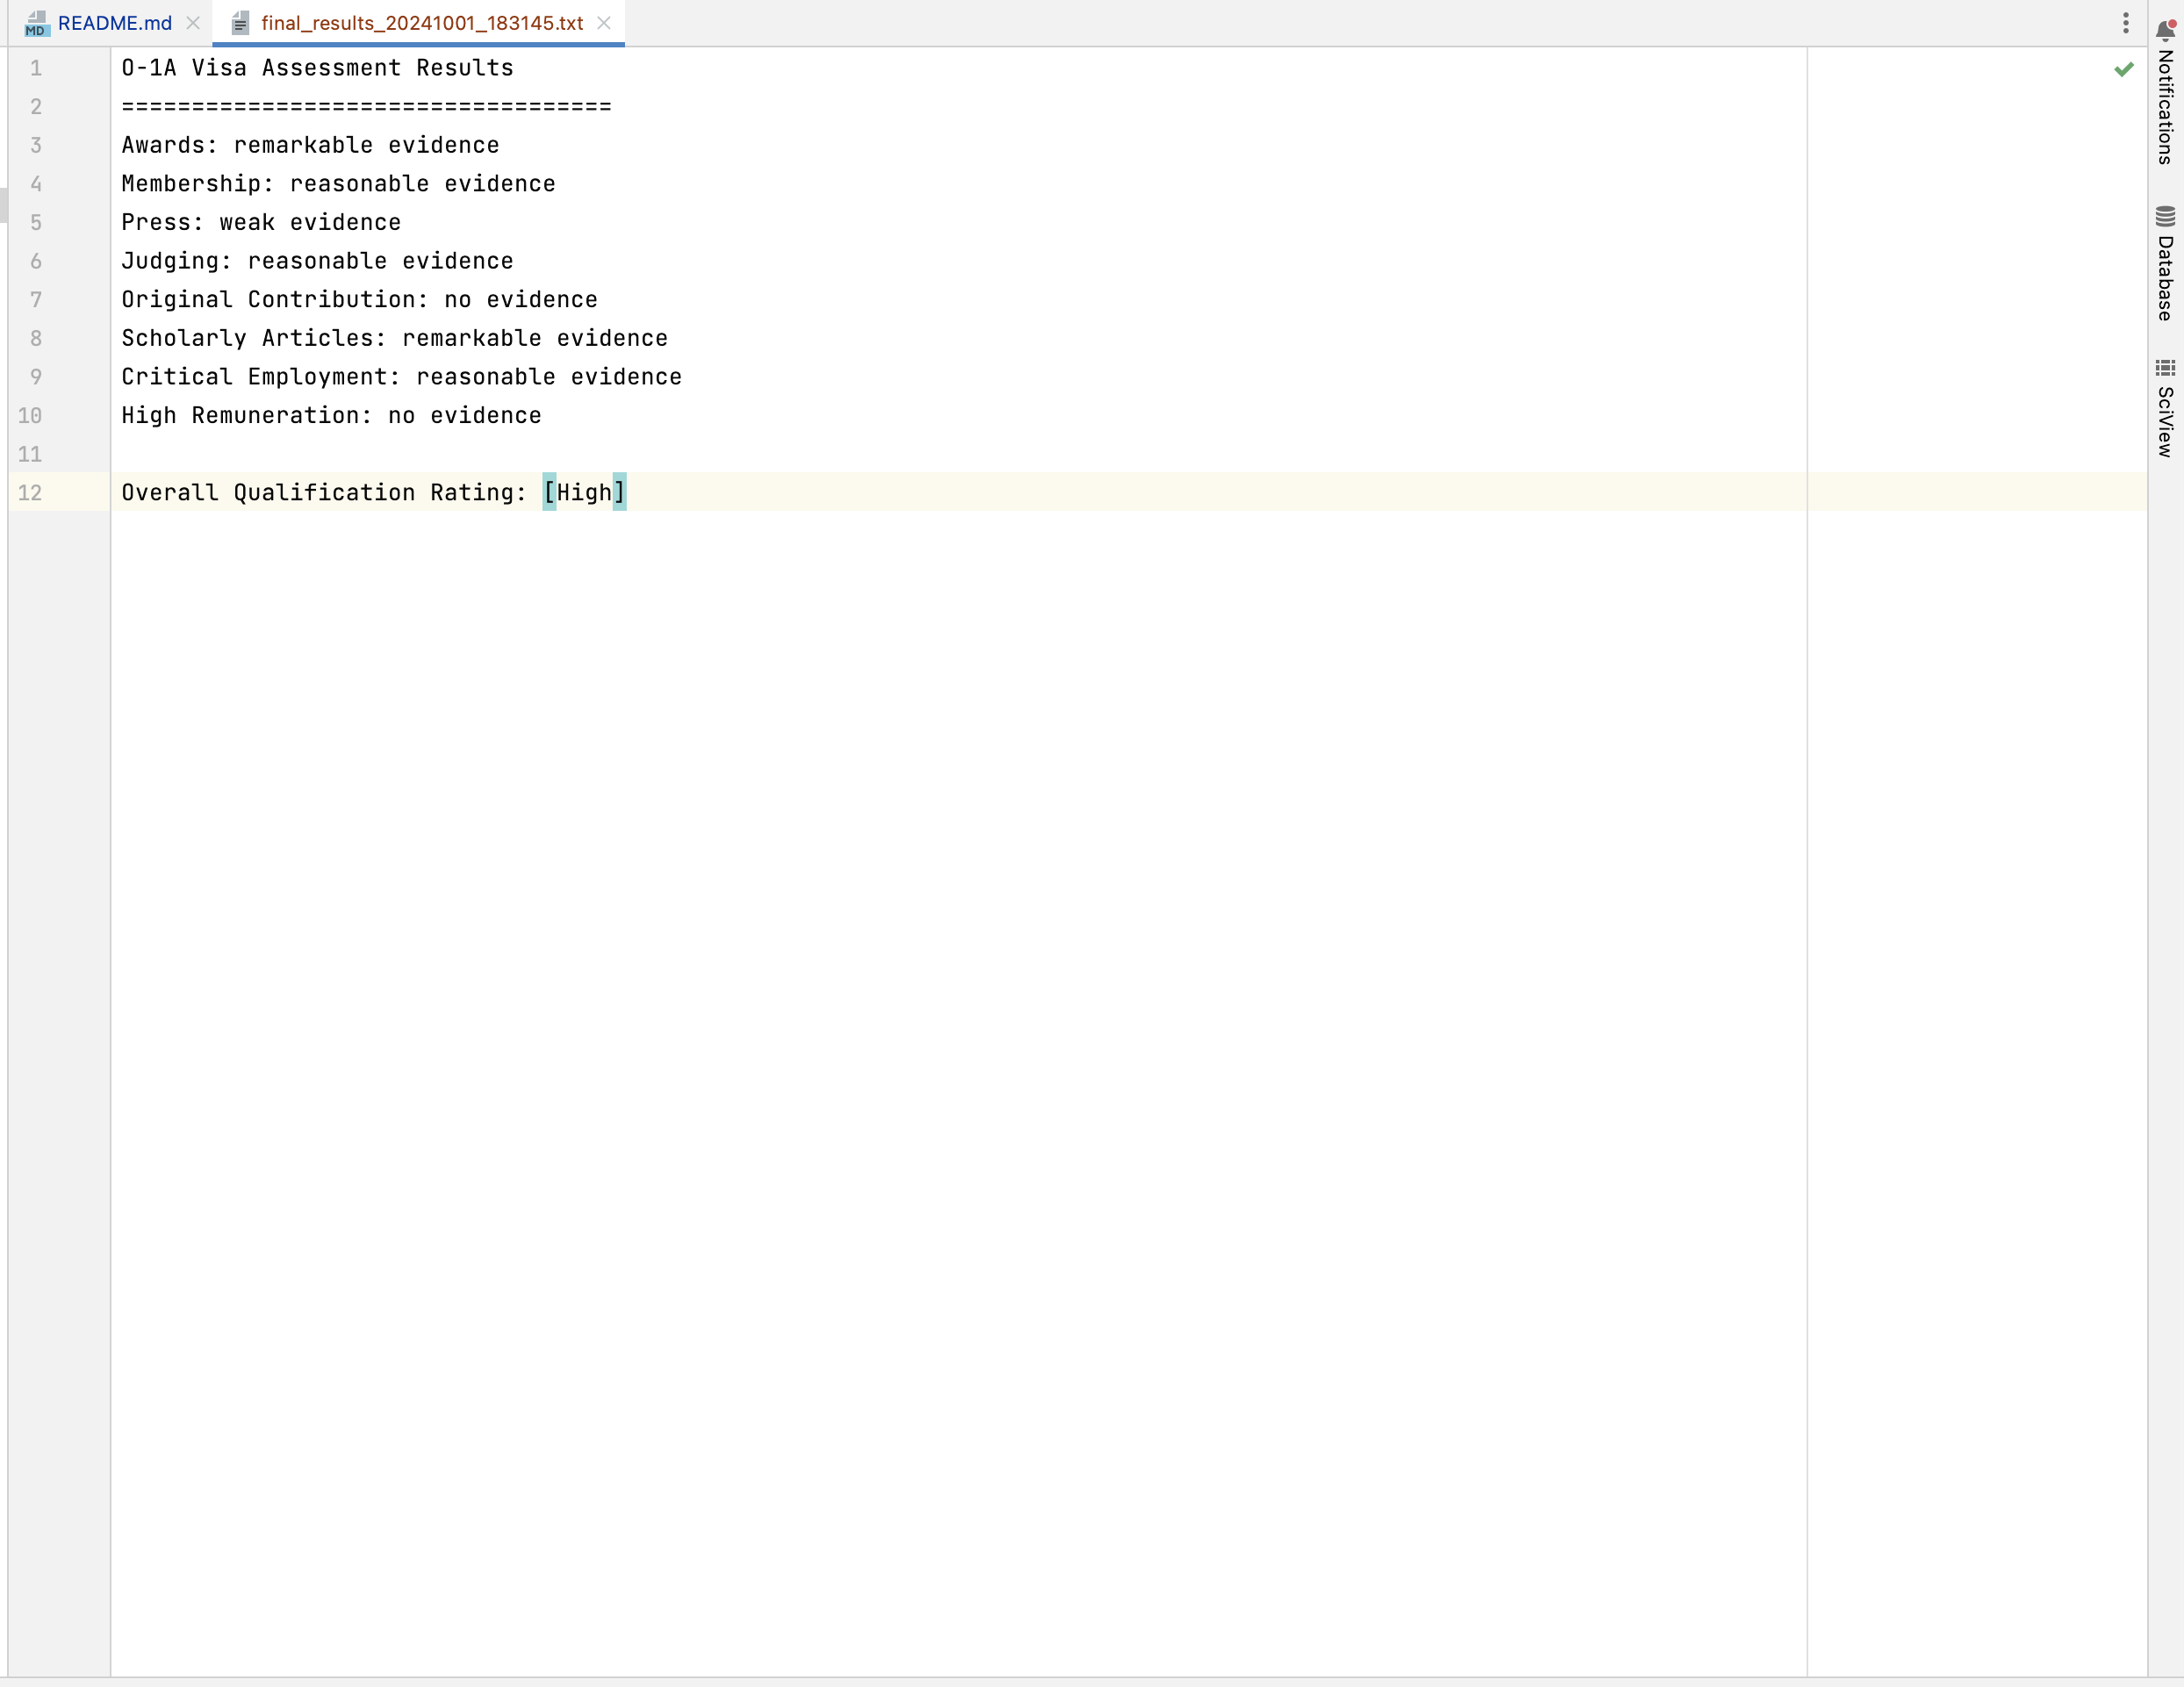 README.md
final_results_20241001_183145.txt
1 O-1A Visa Assessment Results
2 ===================================
3 Awards: remarkable evidence
4 Membership: reasonable evidence
5 Press: weak evidence
6 Judging: reasonable evidence
7 Original Contribution: no evidence
8 Scholarly Articles: remarkable evidence
9 Critical Employment: reasonable evidence
10 High Remuneration: no evidence
11
12 Overall Qualification Rating: [High]
Notifications
Database
SciView
MD